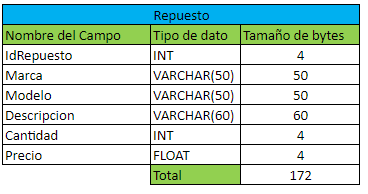 Repuesto
Nombre del Campo Tipo de dato Tamaño de bytes
IdRepuesto INT 4
Marca VARCHAR(50) 50
Modelo VARCHAR(50) 50
Descripcion VARCHAR(60) 60
Cantidad INT 4
Precio FLOAT 4
Total 172